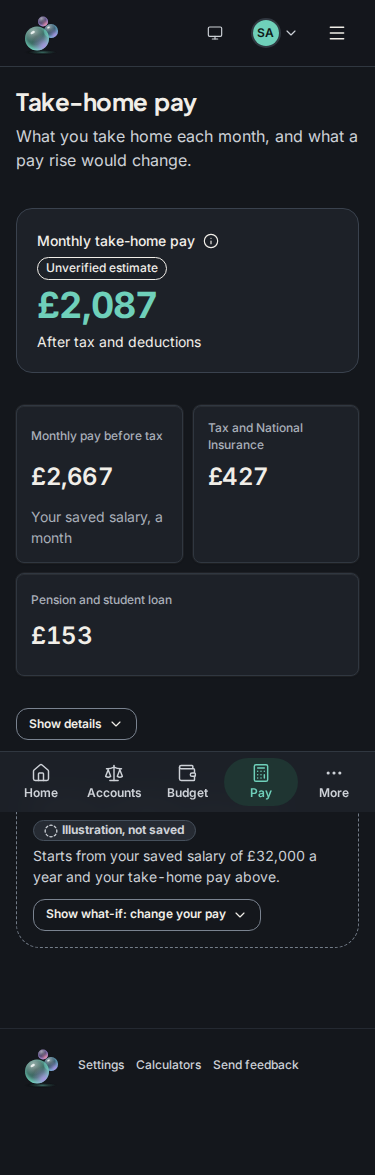 SA
Take-home pay
What you take home each month, and what a
pay rise would change.
Monthly take-home pay
Unverified estimate
£2,087
After tax and deductions
Monthly pay before tax
£2,667
Your saved salary, a
month
Tax and National
Insurance
£427
Pension and student loan
£153
Show details
Home
Accounts
Budget
Pay
More
Illustration, not saved
Starts from your saved salary of £32,000 a
year and your take-home pay above.
Show what-if: change your pay
Settings
Calculators
Send feedback